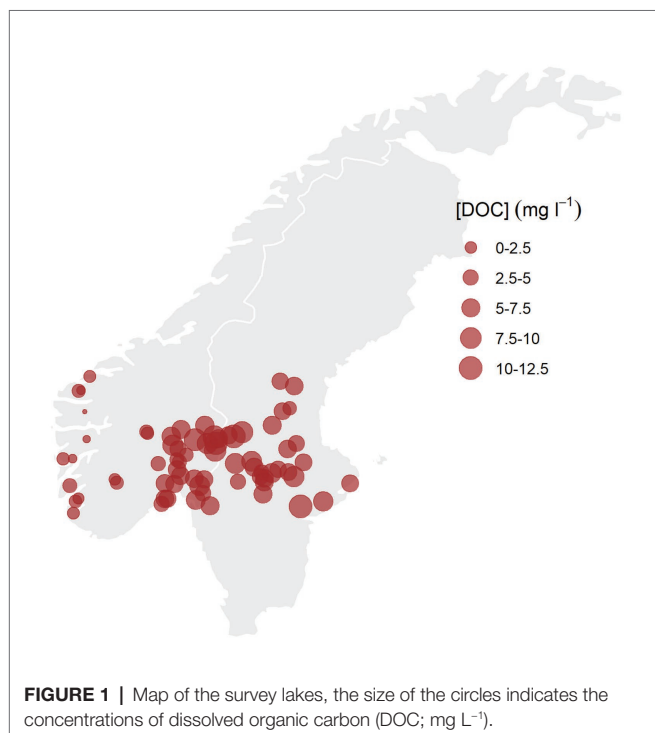 [DOC] (mg l⁻¹)
0-2.5
2.5-5
5-7.5
7.5-10
10-12.5
FIGURE 1 | Map of the survey lakes, the size of the circles indicates the
concentrations of dissolved organic carbon (DOC; mg L⁻¹).